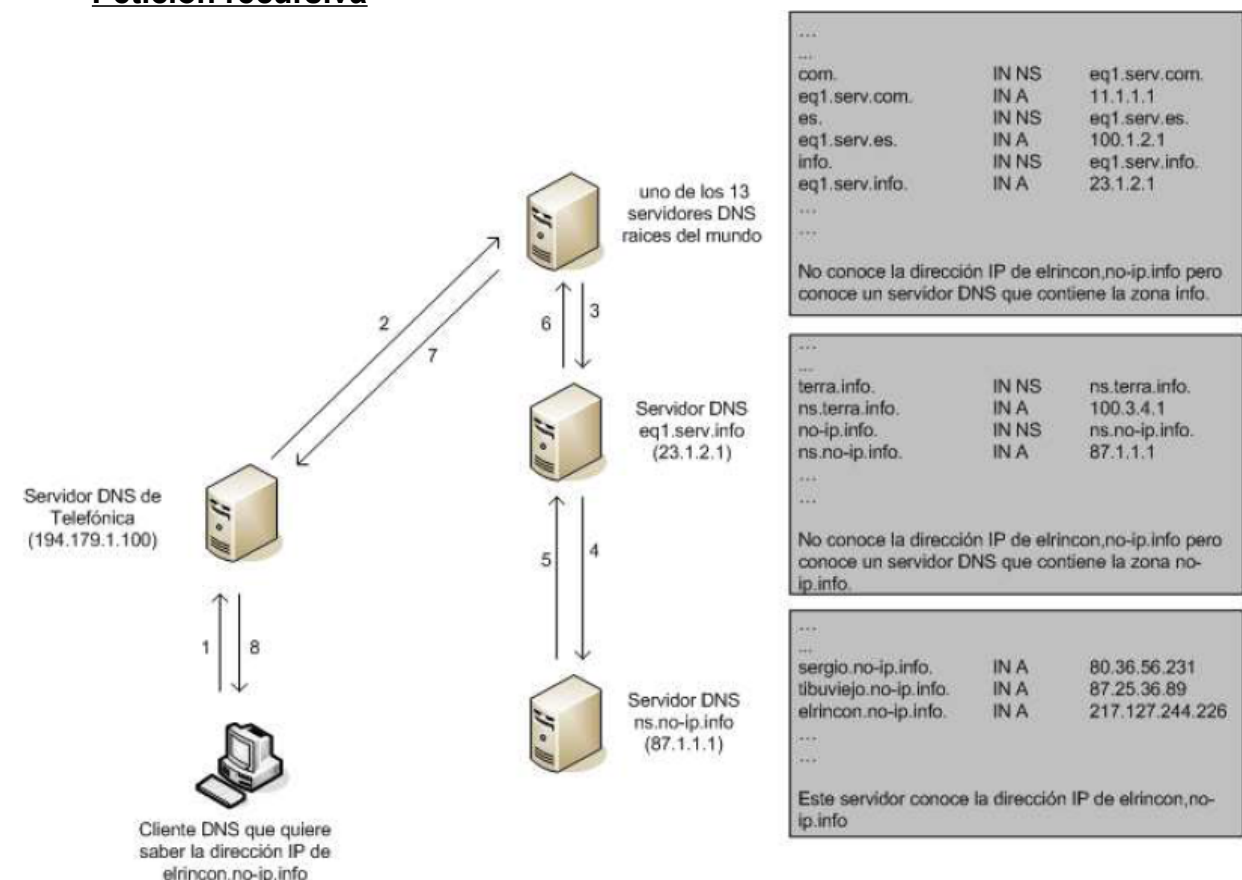 Petición recursiva
...
...
com. IN NS eq1.serv.com.
eq1.serv.com. IN A 11.1.1.1
es. IN NS eq1.serv.es.
eq1.serv.es. IN A 100.1.2.1
info. IN NS eq1.serv.info.
eq1.serv.info. IN A 23.1.2.1
...
...
No conoce la dirección IP de elrincon,no-ip.info pero
conoce un servidor DNS que contiene la zona info.
uno de los 13
servidores DNS
raices del mundo
2
7
6
3
...
...
terra.info. IN NS ns.terra.info.
ns.terra.info. IN A 100.3.4.1
no-ip.info. IN NS ns.no-ip.info.
ns.no-ip.info. IN A 87.1.1.1
...
...
No conoce la dirección IP de elrincon,no-ip.info pero
conoce un servidor DNS que contiene la zona no-
ip.info.
Servidor DNS
eq1.serv.info
(23.1.2.1)
Servidor DNS de
Telefónica
(194.179.1.100)
5
4
1
8
...
...
sergio.no-ip.info. IN A 80.36.56.231
tibuviejo.no-ip.info. IN A 87.25.36.89
elrincon.no-ip.info. IN A 217.127.244.226
...
...
Este servidor conoce la dirección IP de elrincon,no-
ip.info
Servidor DNS
ns.no-ip.info
(87.1.1.1)
Cliente DNS que quiere
saber la dirección IP de
elrincon.no-ip.info